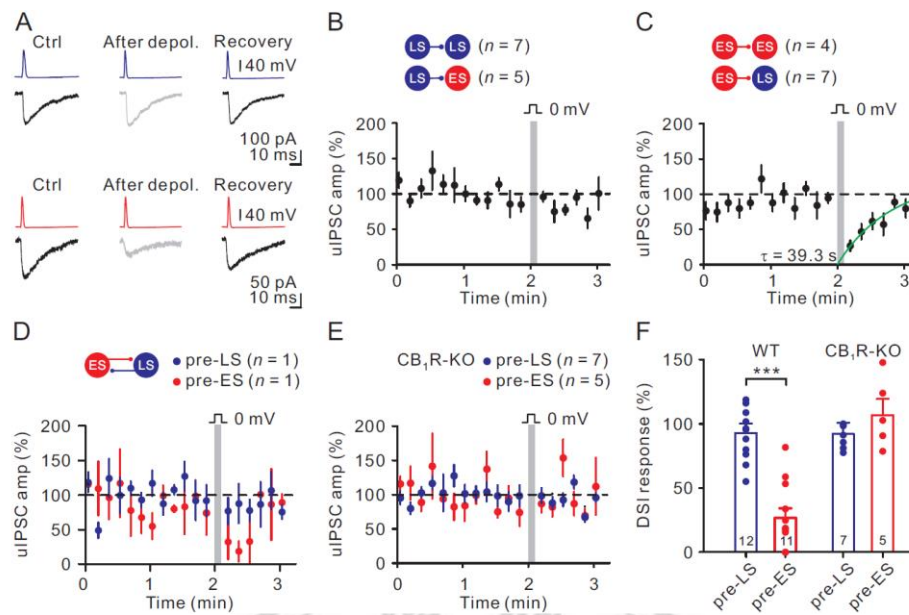 A
Ctrl
After depol.
Recovery
40 mV
100 pA
10 ms
Ctrl
After depol.
Recovery
40 mV
50 pA
10 ms
B
LS
LS
(n = 7)
LS
ES
(n = 5)
0 mV
uIPSC amp (%)
200
150
100
50
0
0
1
2
3
Time (min)
C
ES
ES
(n = 4)
ES
LS
(n = 7)
0 mV
uIPSC amp (%)
200
150
100
50
0
τ = 39.3 s
0
1
2
3
Time (min)
D
ES
LS
pre-LS (n = 1)
pre-ES (n = 1)
0 mV
uIPSC amp (%)
200
150
100
50
0
0
1
2
3
Time (min)
E
CB₁R-KO
pre-LS (n = 7)
pre-ES (n = 5)
0 mV
uIPSC amp (%)
200
150
100
50
0
0
1
2
3
Time (min)
F
WT
CB₁R-KO
***
DSI response (%)
150
100
50
0
12
11
7
5
pre-LS
pre-ES
pre-LS
pre-ES